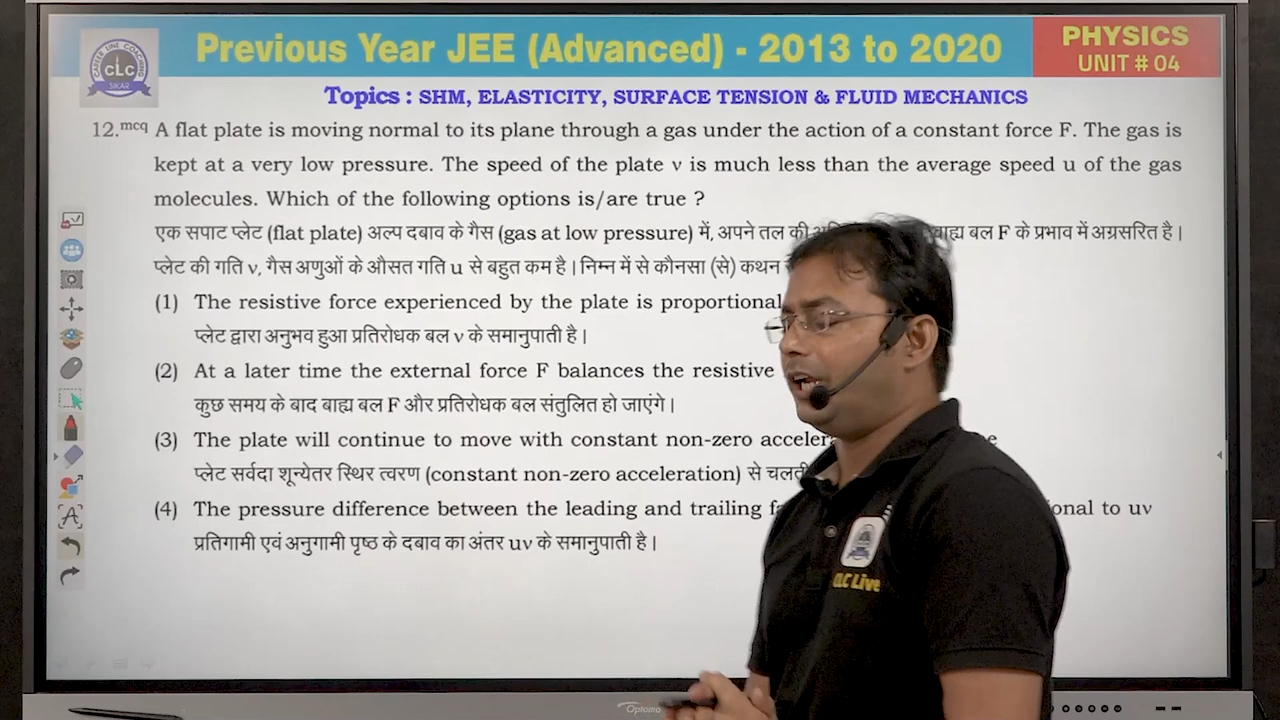 Previous Year JEE (Advanced) - 2013 to 2020
PHYSICS
UNIT # 04
CAREER LINE COACHING
CLC
SIKAR
Topics : SHM, ELASTICITY, SURFACE TENSION & FLUID MECHANICS
12.mcq A flat plate is moving normal to its plane through a gas under the action of a constant force F. The gas is
kept at a very low pressure. The speed of the plate v is much less than the average speed u of the gas
molecules. Which of the following options is/are true ?
एक सपाट प्लेट (flat plate) अल्प दबाव के गैस (gas at low pressure) में, अपने तल की बाह्य बल F के प्रभाव में अग्रसरित है।
प्लेट की गति v, गैस अणुओं के औसत गति u से बहुत कम है। निम्न में से कौनसा (से) कथन
(1) The resistive force experienced by the plate is proportional
प्लेट द्वारा अनुभव हुआ प्रतिरोधक बल v के समानुपाती है।
(2) At a later time the external force F balances the resistive
कुछ समय के बाद बाह्य बल F और प्रतिरोधक बल संतुलित हो जाएंगे।
(3) The plate will continue to move with constant non-zero
प्लेट सर्वदा शून्येतर स्थिर त्वरण (constant non-zero acceleration) से
(4) The pressure difference between the leading and trailing to uv
प्रतिगामी एवं अनुगामी पृष्ठ के दबाव का अंतर uv के समानुपाती है।
CLC Live
Optoma